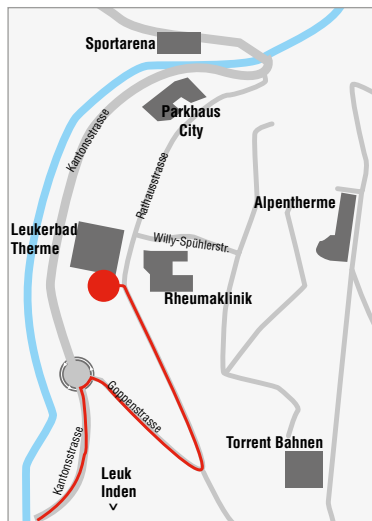 Sportarena
Kantonsstrasse
Parkhaus
City
Rathausstrasse
Alpentherme
Leukerbad
Therme
Willy-Spühlerstr.
Rheumaklinik
Goppenstrasse
Kantonsstrasse
Torrent Bahnen
Leuk
Inden